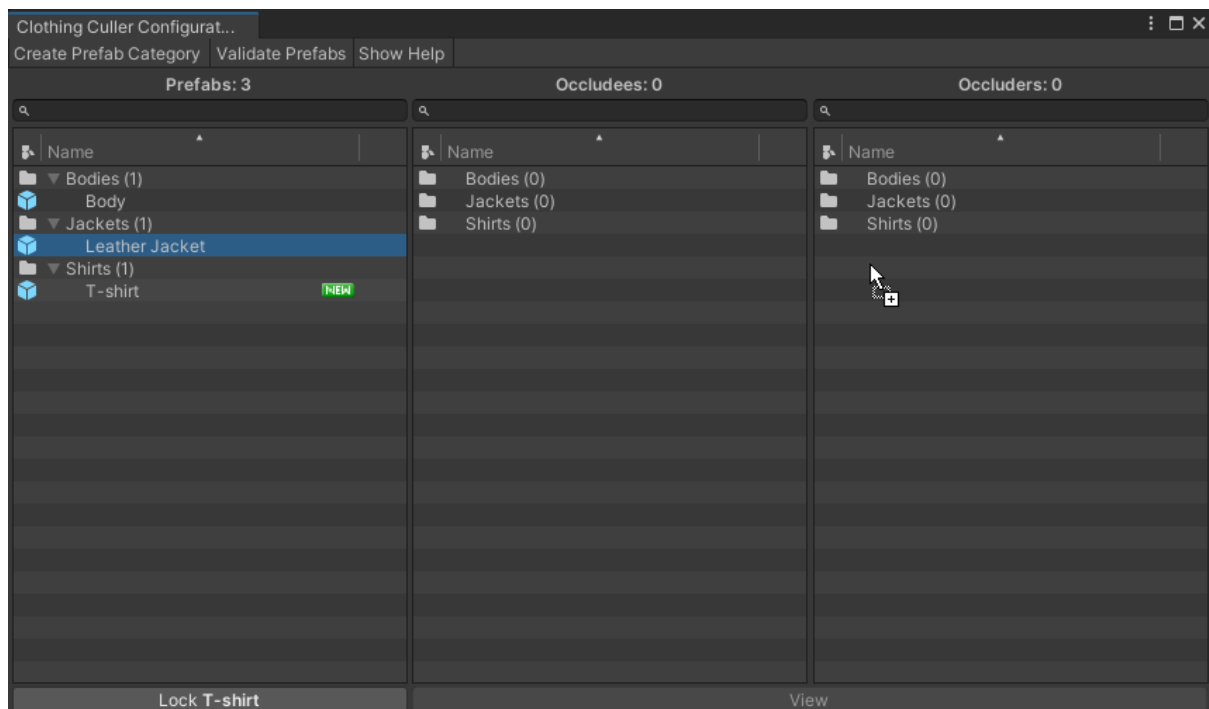 Clothing Culler Configurat...
Create Prefab Category Validate Prefabs Show Help
Prefabs: 3 Occludees: 0 Occluders: 0
Name Name Name
Bodies (1) Bodies (0) Bodies (0)
Body Jackets (0) Jackets (0)
Jackets (1) Shirts (0) Shirts (0)
Leather Jacket
Shirts (1)
T-shirt NEW
Lock T-shirt View